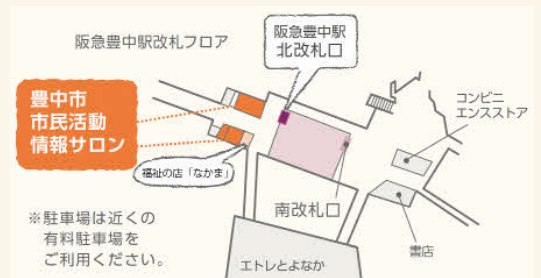 阪急豊中駅改札フロア
阪急豊中駅
北改札口
豊中市
市民活動
情報サロン
コンビニ
エンスストア
福祉の店「なかま」
南改札口
※駐車場は近くの
有料駐車場を
ご利用ください。
書店
エトレとよなか